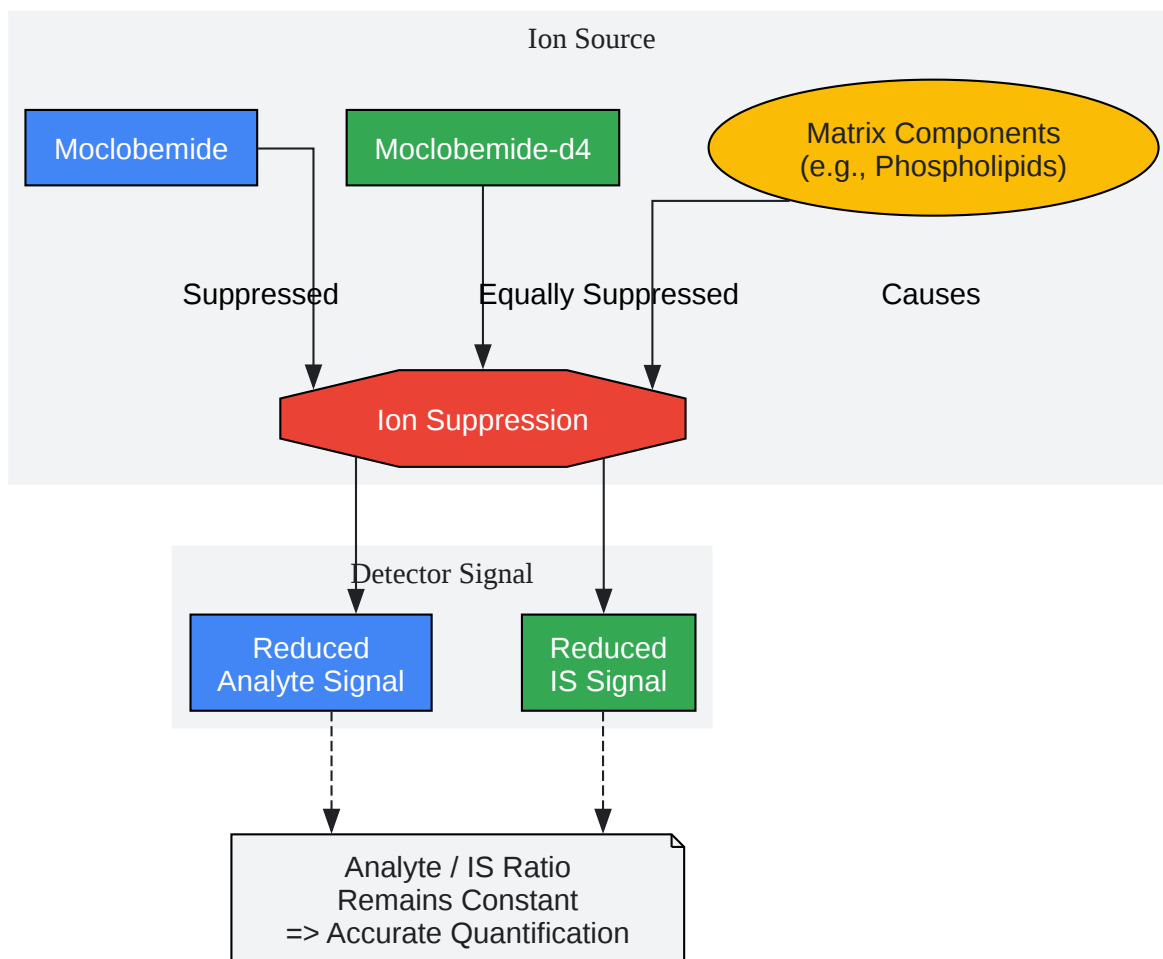 Ion Source
Moclobemide
Moclobemide-d4
Matrix Components
(e.g., Phospholipids)
Suppressed
Equally Suppressed
Causes
Ion Suppression
Detector Signal
Reduced
Analyte Signal
Reduced
IS Signal
Analyte / IS Ratio
Remains Constant
=> Accurate Quantification